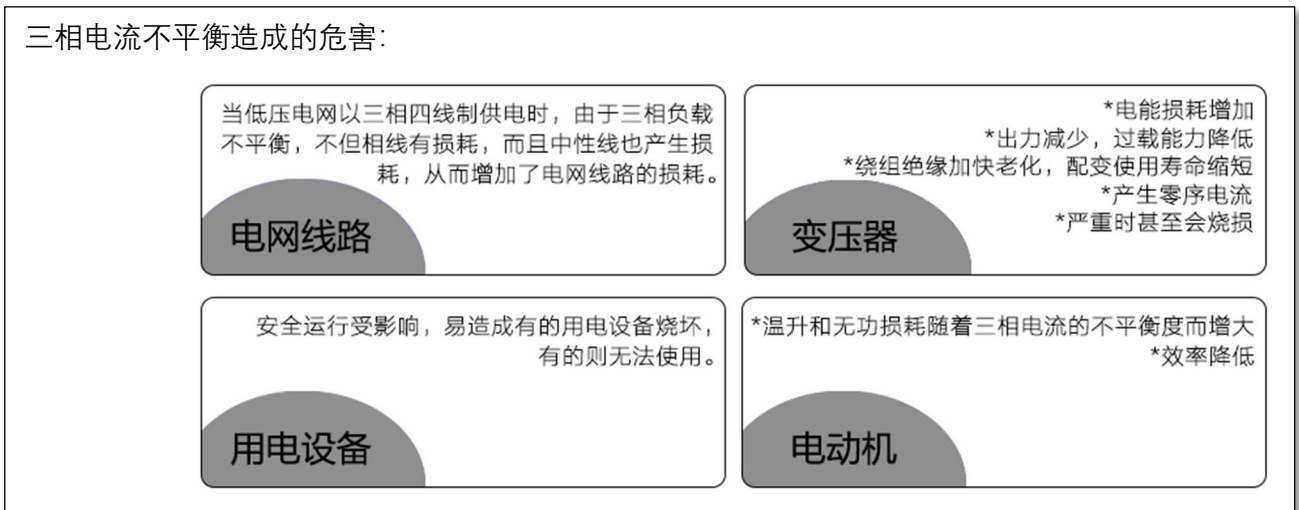 三相电流不平衡造成的危害：
当低压电网以三相四线制供电时，由于三相负载
不平衡，不但相线有损耗，而且中性线也产生损
耗，从而增加了电网线路的损耗。
电网线路
*电能损耗增加
*出力减少，过载能力降低
*绕组绝缘加快老化，配变使用寿命缩短
*产生零序电流
*严重时甚至会烧损
变压器
安全运行受影响，易造成有的用电设备烧坏，
有的则无法使用。
用电设备
*温升和无功损耗随着三相电流的不平衡度而增大
*效率降低
电动机